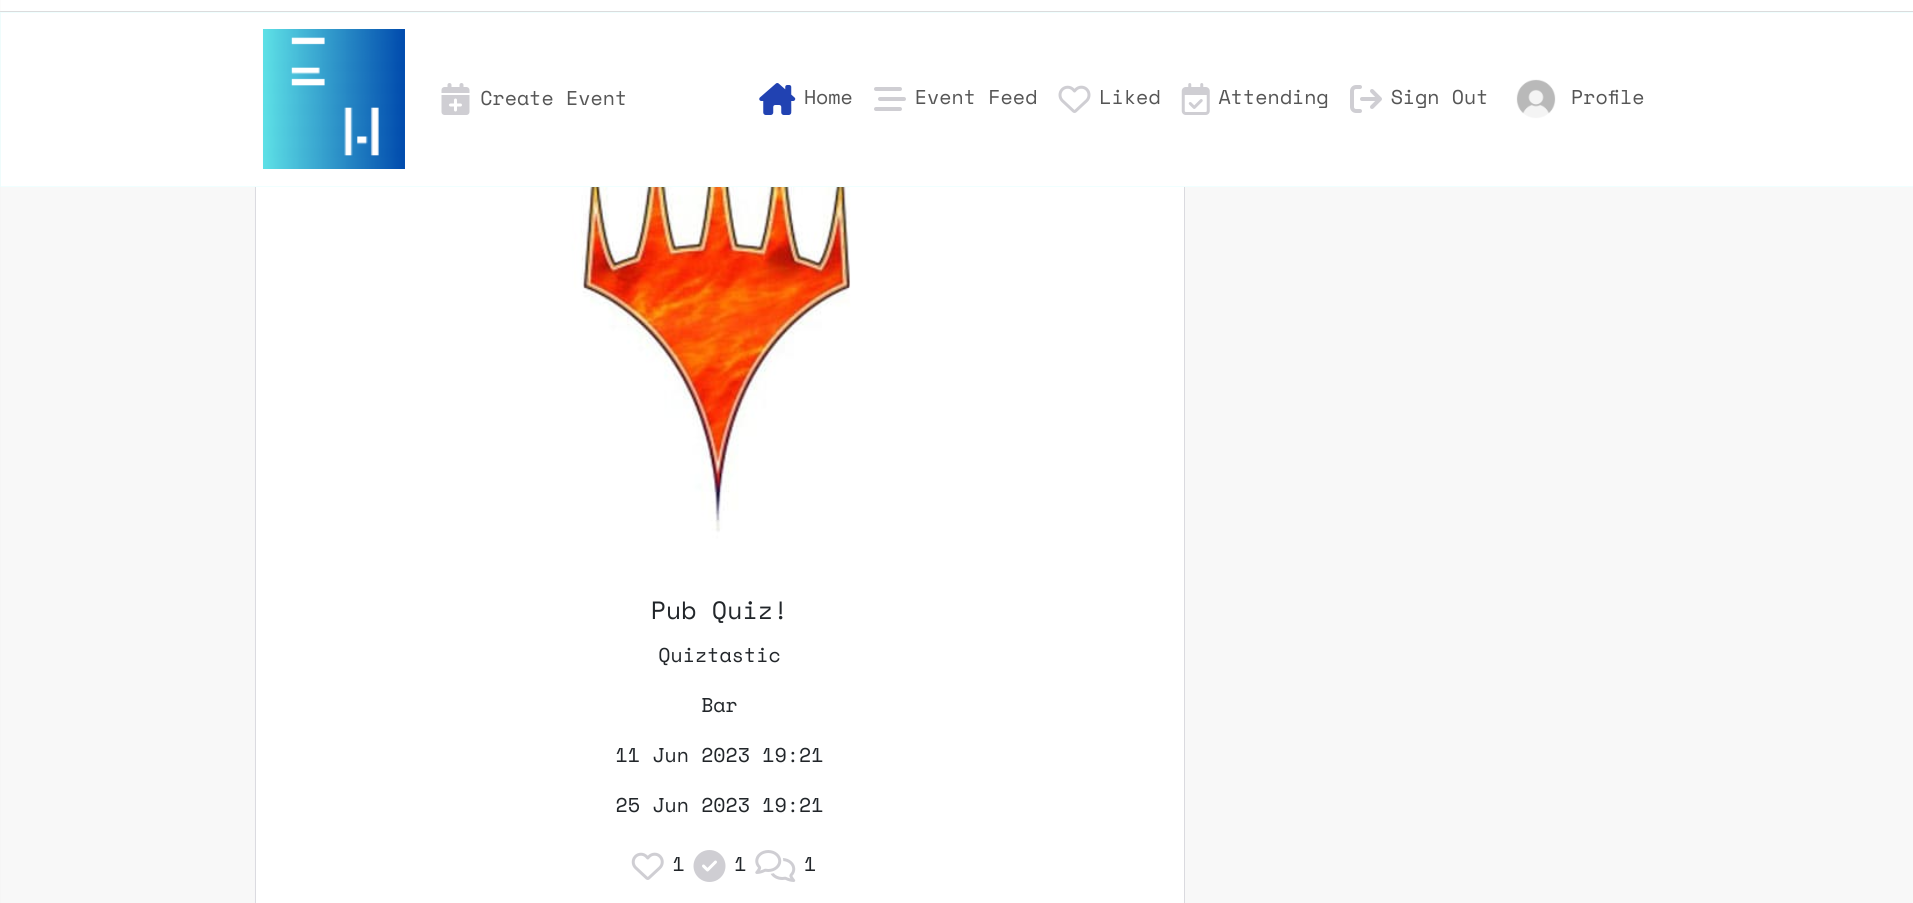 Create Event Home Event Feed Liked Attending Sign Out Profile
Pub Quiz!
Quiztastic
Bar
11 Jun 2023 19:21
25 Jun 2023 19:21
1 1 1